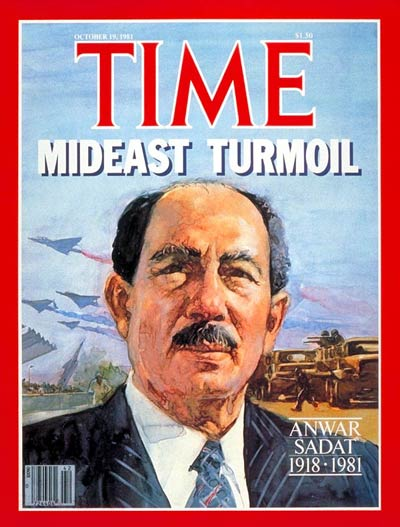 OCTOBER 19, 1981 $1.50
TIME
MIDEAST TURMOIL
ANWAR
SADAT
1918 · 1981